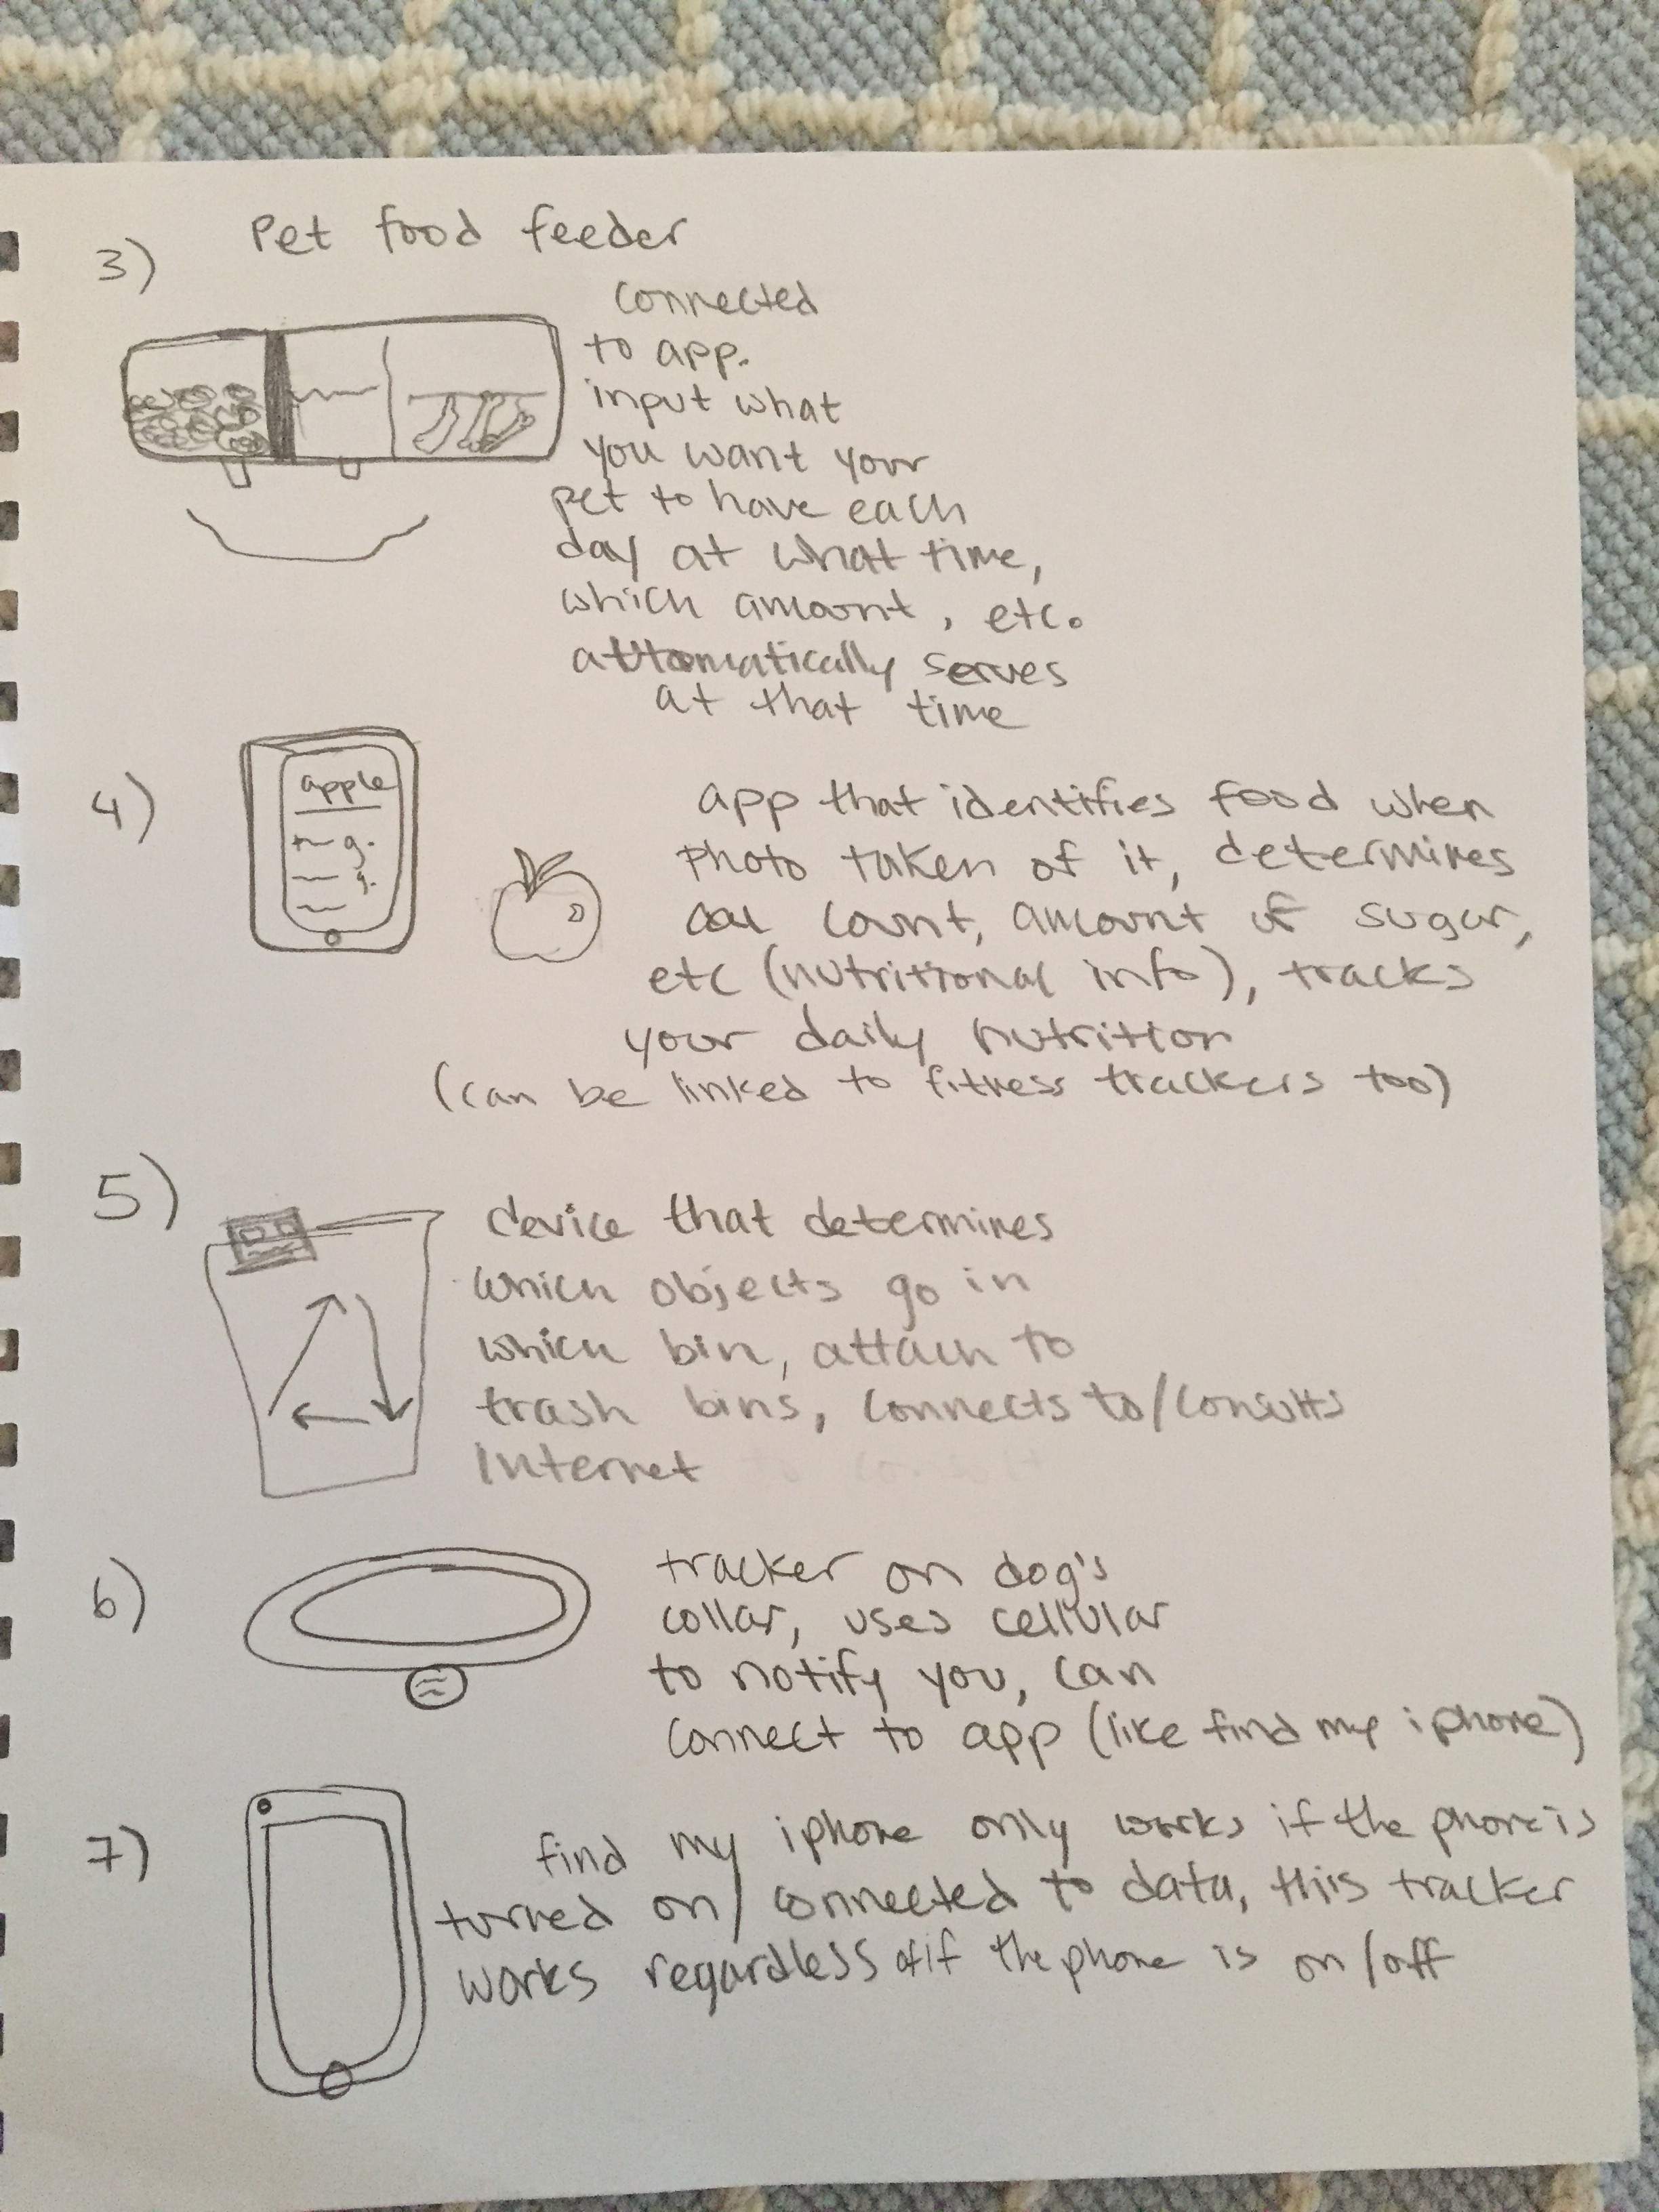 3) Pet food feeder
connected
to app.
input what
you want your
pet to have each
day at what time,
which amount, etc.
automatically serves
at that time
4)
apple
g.
g.
app that identifies food when
photo taken of it, determines
cal count, amount of sugar,
etc (nutritional info), tracks
your daily nutrition
(can be linked to fitness trackers too)
5)
device that determines
which objects go in
which bin, attach to
trash bins, connects to/consults
Internet
6)
tracker on dog's
collar, uses cellular
to notify you, can
connect to app (like find my iphone)
7)
find my iphone only works if the phone is
turned on/connected to data, this tracker
works regardless of if the phone is on/off